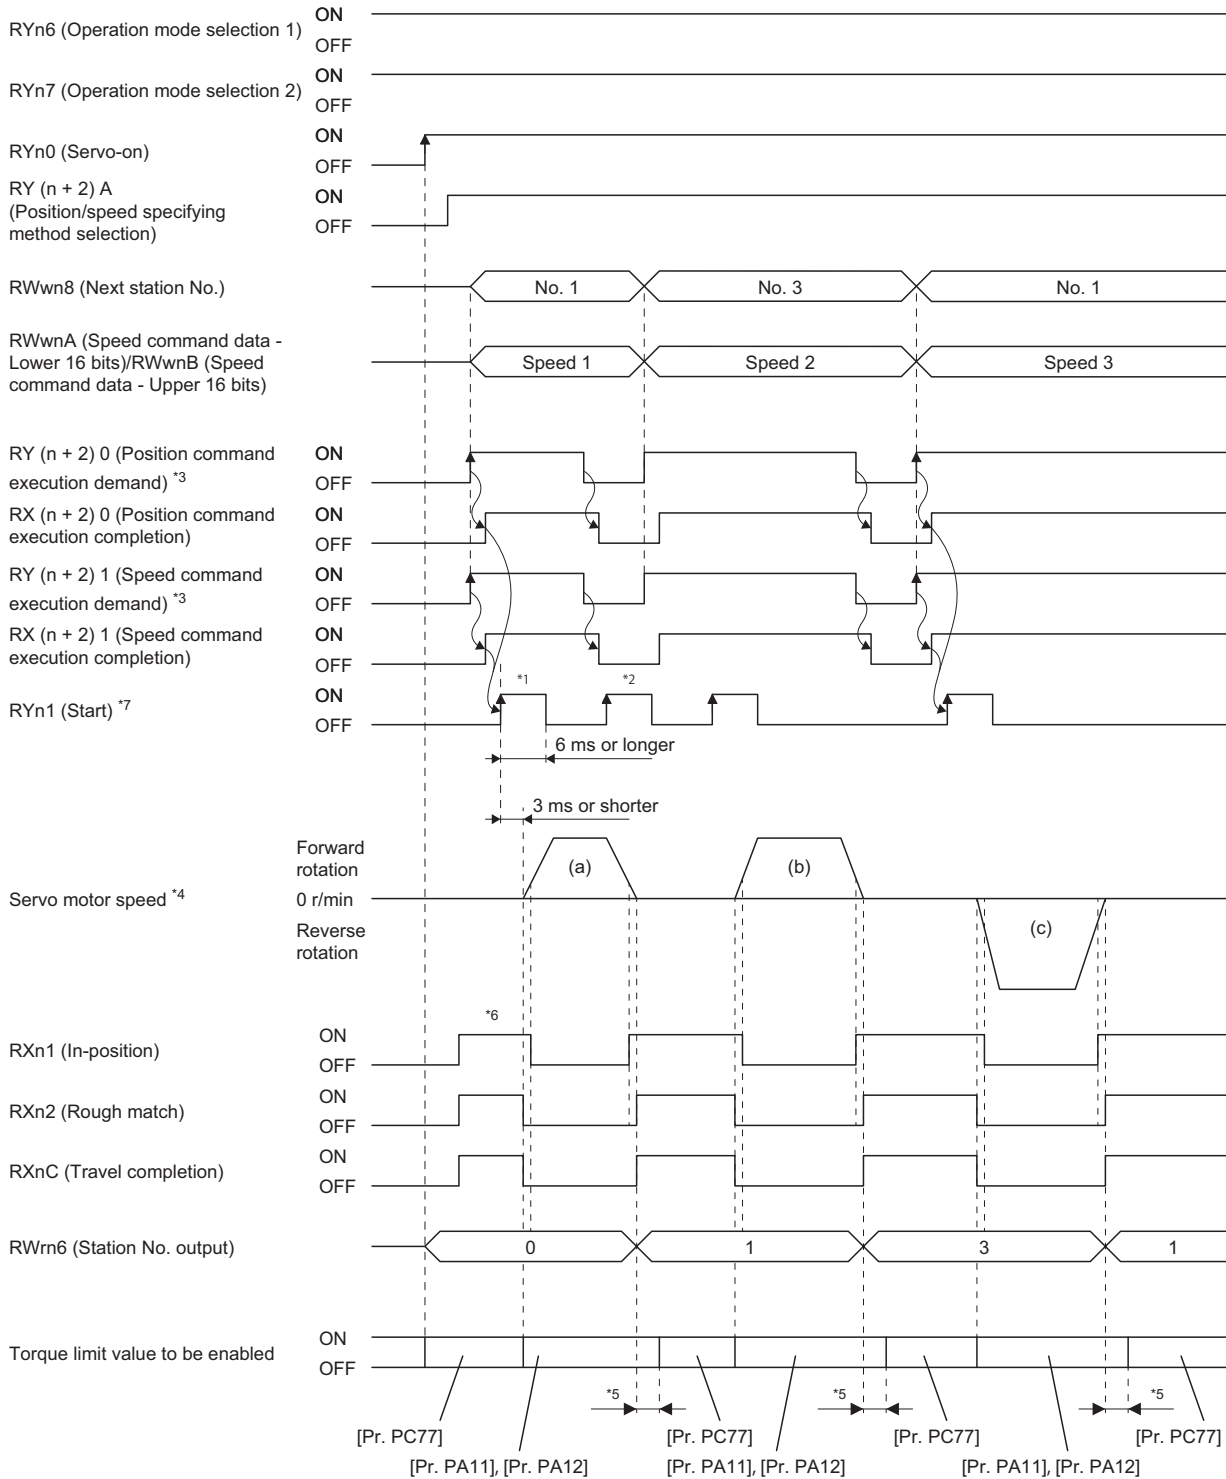 RYn6 (Operation mode selection 1)
ON
OFF
RYn7 (Operation mode selection 2)
ON
OFF
RYn0 (Servo-on)
ON
OFF
RY (n + 2) A
(Position/speed specifying
method selection)
ON
OFF
RWwn8 (Next station No.)
No. 1
No. 3
No. 1
RWwnA (Speed command data -
Lower 16 bits)/RWwnB (Speed
command data - Upper 16 bits)
Speed 1
Speed 2
Speed 3
RY (n + 2) 0 (Position command
execution demand) *3
ON
OFF
RX (n + 2) 0 (Position command
execution completion)
ON
OFF
RY (n + 2) 1 (Speed command
execution demand) *3
ON
OFF
RX (n + 2) 1 (Speed command
execution completion)
ON
OFF
RYn1 (Start) *7
ON
OFF
*1
*2
6 ms or longer
3 ms or shorter
Servo motor speed *4
Forward
rotation
0 r/min
Reverse
rotation
(a)
(b)
(c)
RXn1 (In-position)
ON
OFF
*6
RXn2 (Rough match)
ON
OFF
RXnC (Travel completion)
ON
OFF
RWrn6 (Station No. output)
0
1
3
1
Torque limit value to be enabled
ON
OFF
*5
*5
*5
[Pr. PC77]
[Pr. PC77]
[Pr. PC77]
[Pr. PC77]
[Pr. PA11], [Pr. PA12]
[Pr. PA11], [Pr. PA12]
[Pr. PA11], [Pr. PA12]